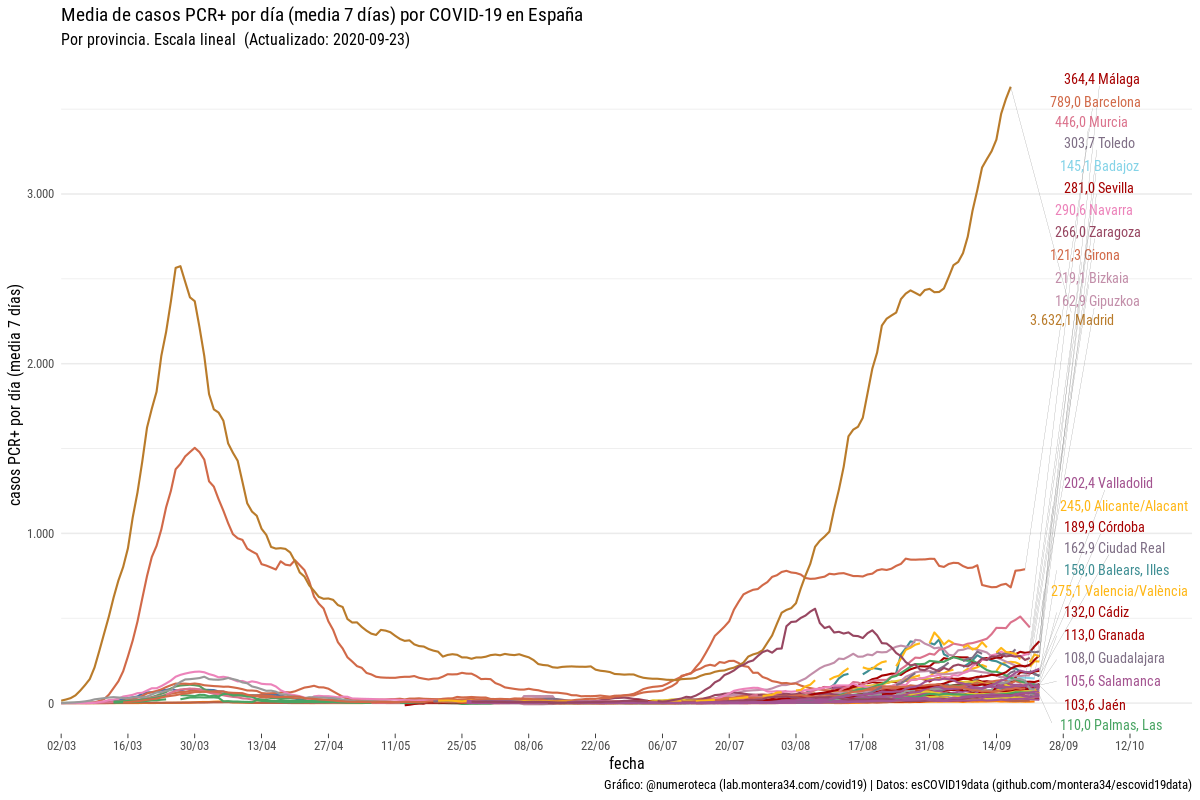 Media de casos PCR+ por día (media 7 días) por COVID-19 en España
Por provincia. Escala lineal (Actualizado: 2020-09-23)
casos PCR+ por día (media 7 días)
3.000
2.000
1.000
0
364,4 Málaga
789,0 Barcelona
446,0 Murcia
303,7 Toledo
145,1 Badajoz
281,0 Sevilla
290,6 Navarra
266,0 Zaragoza
121,3 Girona
219,1 Bizkaia
162,9 Gipuzkoa
3.632,1 Madrid
202,4 Valladolid
245,0 Alicante/Alacant
189,9 Córdoba
162,9 Ciudad Real
158,0 Balears, Illes
275,1 Valencia/València
132,0 Cádiz
113,0 Granada
108,0 Guadalajara
105,6 Salamanca
103,6 Jaén
110,0 Palmas, Las
02/03 16/03 30/03 13/04 27/04 11/05 25/05 08/06 22/06 06/07 20/07 03/08 17/08 31/08 14/09 28/09 12/10
fecha
Gráfico: @numeroteca (lab.montera34.com/covid19) | Datos: esCOVID19data (github.com/montera34/escovid19data)